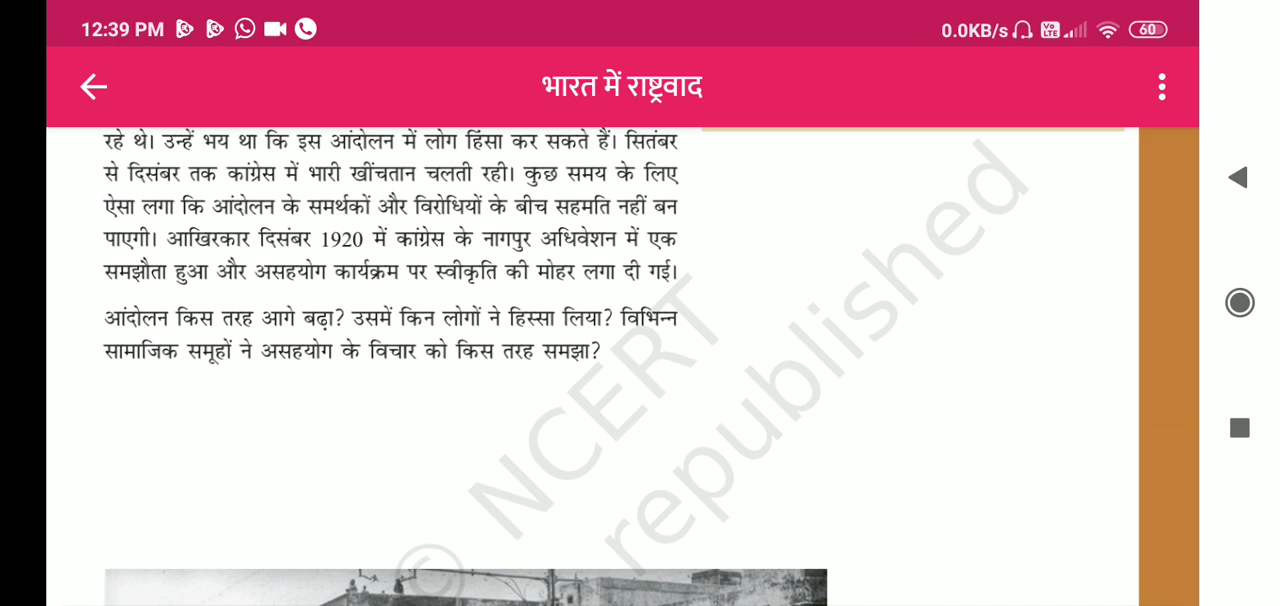 12:39 PM
0.0KB/s Vo LTE 60
भारत में राष्ट्रवाद
रहे थे। उन्हें भय था कि इस आंदोलन में लोग हिंसा कर सकते हैं। सितंबर
से दिसंबर तक कांग्रेस में भारी खींचतान चलती रही। कुछ समय के लिए
ऐसा लगा कि आंदोलन के समर्थकों और विरोधियों के बीच सहमति नहीं बन
पाएगी। आखिरकार दिसंबर 1920 में कांग्रेस के नागपुर अधिवेशन में एक
समझौता हुआ और असहयोग कार्यक्रम पर स्वीकृति की मोहर लगा दी गई।
आंदोलन किस तरह आगे बढ़ा? उसमें किन लोगों ने हिस्सा लिया? विभिन्न
सामाजिक समूहों ने असहयोग के विचार को किस तरह समझा?
© NCERT
republished